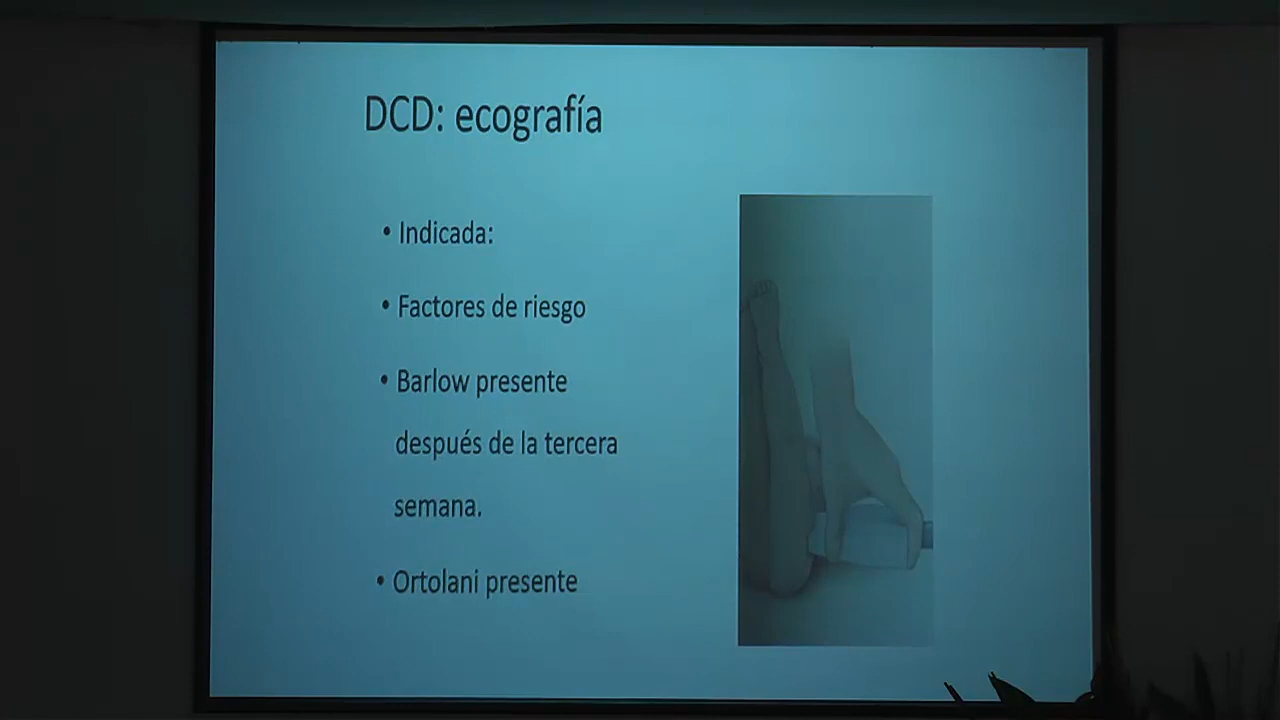 DCD: ecografía
• Indicada:
• Factores de riesgo
• Barlow presente
después de la tercera
semana.
• Ortolani presente